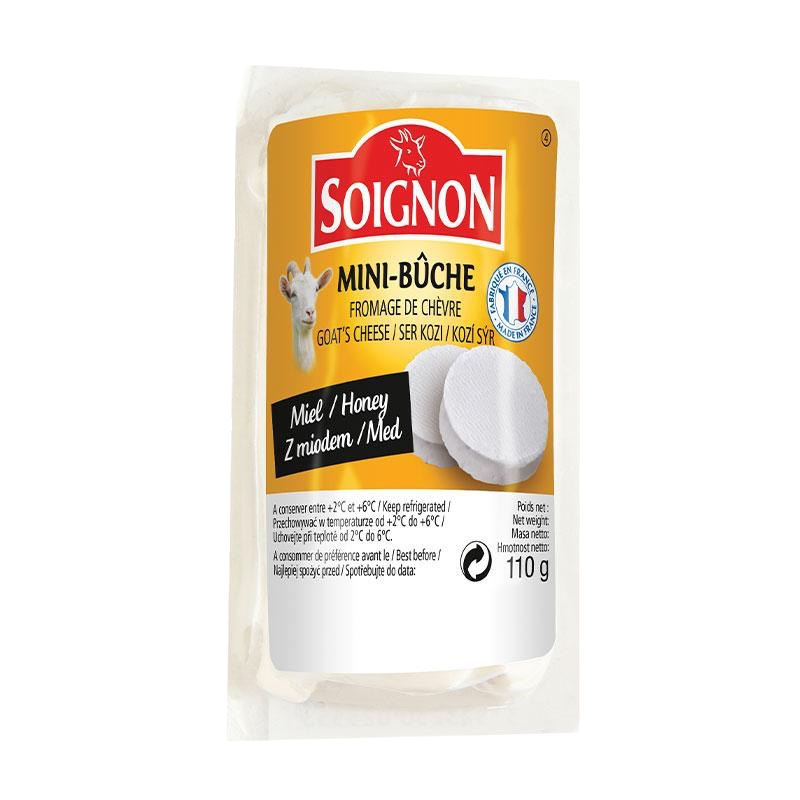 4
SOIGNON
MINI-BÛCHE
FROMAGE DE CHÈVRE
GOAT'S CHEESE / SER KOZI / KOZÍ SÝR
FABRIQUÉ EN FRANCE
• MADE IN FRANCE •
Miel / Honey
Z miodem / Med
A conserver entre +2°C et +6°C / Keep refrigerated /
Przechowywać w temperaturze od +2°C do +6°C /
Uchovejte při teplotě od 2°C do 6°C.
A consommer de préférence avant le / Best before /
Najlepiej spożyć przed / Spotřebujte do data:
Poids net :
Net weight:
Masa netto:
Hmotnost netto:
110 g